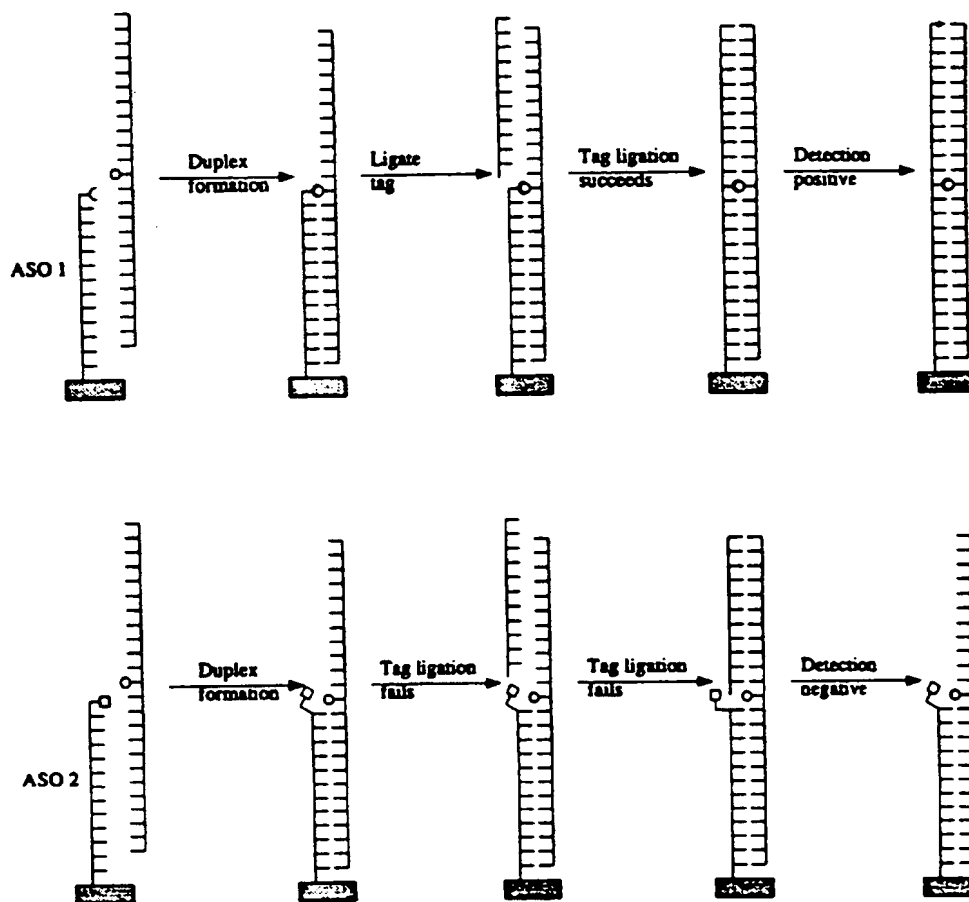 Duplex
formation
Ligate
tag
Tag ligation
succeeds
Detection
positive
ASO 1
Duplex
formation
Tag ligation
fails
Tag ligation
fails
Detection
negative
ASO 2